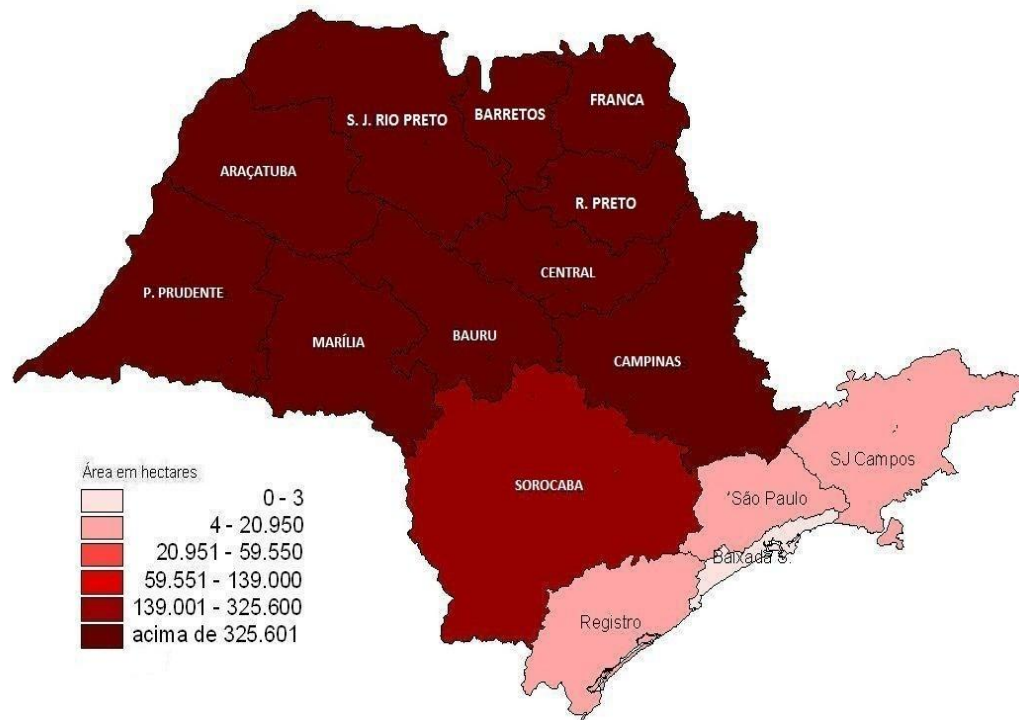 FRANCA
S. J. RIO PRETO
BARRETOS
ARAÇATUBA
R. PRETO
CENTRAL
P. PRUDENTE
MARÍLIA
BAURU
CAMPINAS
SJ Campos
SOROCABA
'São Paulo
Baixada S.
Registro
Área em hectares
0 - 3
4 - 20.950
20.951 - 59.550
59.551 - 139.000
139.001 - 325.600
acima de 325.601